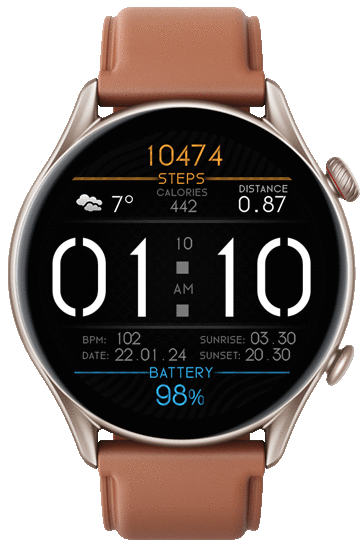 10474
STEPS
7° CALORIES 442 DISTANCE 0.87
01 10 AM 10
BPM: 102 SUNRISE: 03.30
DATE: 22.01.24 SUNSET: 20.30
BATTERY
98%